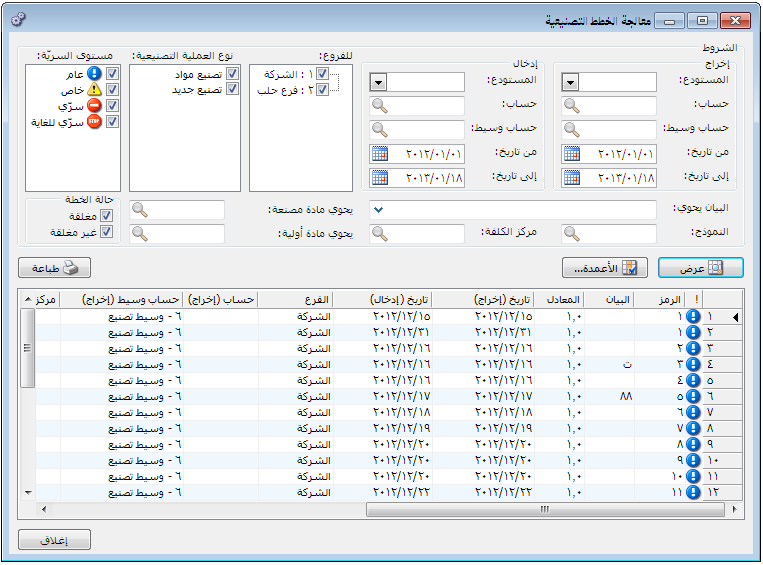 معالجة الخطط التصنيعية
الشروط
إخراج
المستودع:
حساب:
حساب وسيط:
من تاريخ: ٢٠١٢/٠١/٠١
إلى تاريخ: ٢٠١٣/٠١/١٨
إدخال
المستودع:
حساب:
حساب وسيط:
من تاريخ: ٢٠١٢/٠١/٠١
إلى تاريخ: ٢٠١٣/٠١/١٨
للفروع:
١ : الشركة
٢ : فرع حلب
نوع العملية التصنيعية:
تصنيع مواد
تصنيع جديد
مستوى السريّة:
عام
خاص
سرّي
STOP سرّي للغاية
البيان يحوي:
يحوي مادة مصنعة:
النموذج:
مركز الكلفة:
يحوي مادة أولية:
حالة الخطة
مغلقة
غير مغلقة
عرض
الأعمدة...
طباعة
! الرمز البيان المعادل تاريخ (إخراج) تاريخ (إدخال) الفرع حساب (إخراج) حساب وسيط (إخراج) مركز
١ ١ ١,٠ ٢٠١٢/١٢/١٥ ٢٠١٢/١٢/١٥ الشركة ٦ - وسيط تصنيع
٢ ١ ١,٠ ٢٠١٢/١٢/٣١ ٢٠١٢/١٢/٣١ الشركة ٦ - وسيط تصنيع
٣ ٢ ١,٠ ٢٠١٢/١٢/١٦ ٢٠١٢/١٢/١٦ الشركة ٦ - وسيط تصنيع
٤ ٣ ت ١,٠ ٢٠١٢/١٢/١٦ ٢٠١٢/١٢/١٦ الشركة ٦ - وسيط تصنيع
٥ ٤ ١,٠ ٢٠١٢/١٢/١٦ ٢٠١٢/١٢/١٦ الشركة ٦ - وسيط تصنيع
٦ ٥ ٨٨ ١,٠ ٢٠١٢/١٢/١٧ ٢٠١٢/١٢/١٧ الشركة ٦ - وسيط تصنيع
٧ ٦ ١,٠ ٢٠١٢/١٢/١٨ ٢٠١٢/١٢/١٨ الشركة ٦ - وسيط تصنيع
٨ ٧ ١,٠ ٢٠١٢/١٢/١٩ ٢٠١٢/١٢/١٩ الشركة ٦ - وسيط تصنيع
٩ ٨ ١,٠ ٢٠١٢/١٢/٢٠ ٢٠١٢/١٢/٢٠ الشركة ٦ - وسيط تصنيع
١٠ ٩ ١,٠ ٢٠١٢/١٢/٢٠ ٢٠١٢/١٢/٢٠ الشركة ٦ - وسيط تصنيع
١١ ١٠ ١,٠ ٢٠١٢/١٢/٢٠ ٢٠١٢/١٢/٢٠ الشركة ٦ - وسيط تصنيع
١٢ ١١ ١,٠ ٢٠١٢/١٢/٢٢ ٢٠١٢/١٢/٢٢ الشركة ٦ - وسيط تصنيع
إغلاق